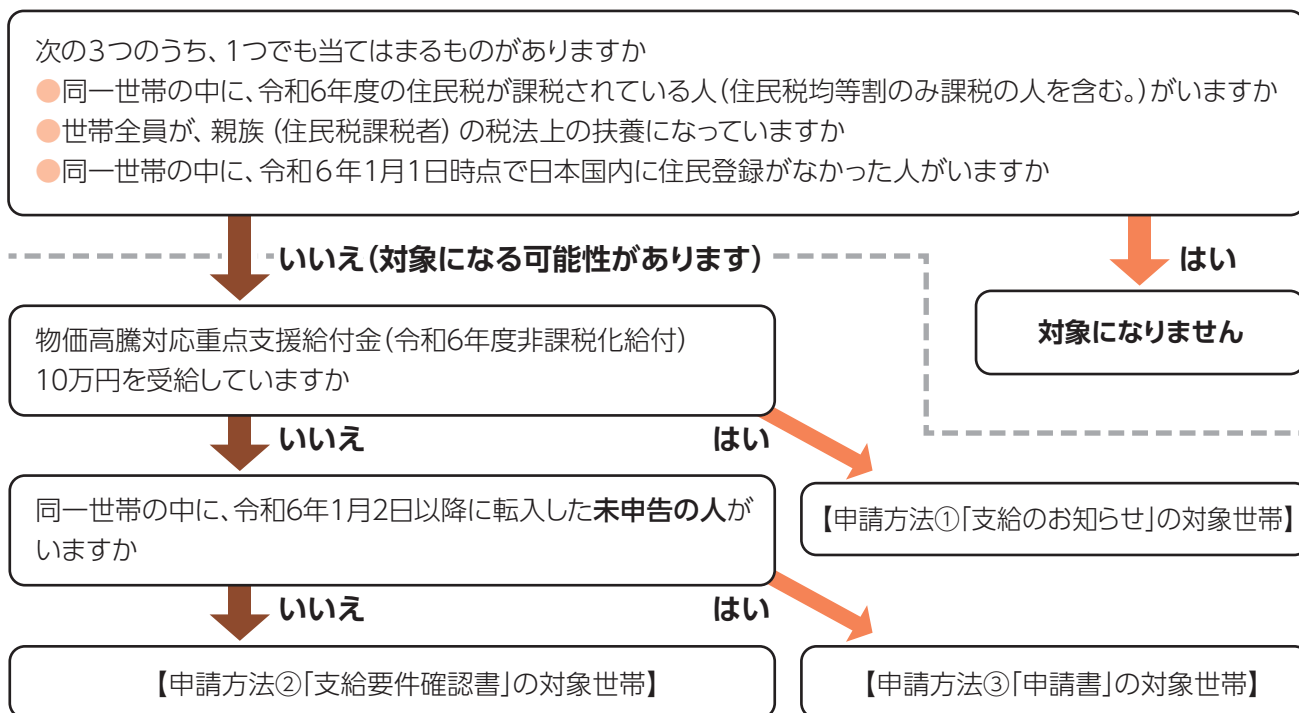 次の3つのうち、1つでも当てはまるものがありますか
●同一世帯の中に、令和6年度の住民税が課税されている人(住民税均等割のみ課税の人を含む。)がいますか
●世帯全員が、親族(住民税課税者)の税法上の扶養になっていますか
●同一世帯の中に、令和6年1月1日時点で日本国内に住民登録がなかった人がいますか
いいえ(対象になる可能性があります)
はい
対象になりません
物価高騰対応重点支援給付金(令和6年度非課税化給付)
10万円を受給していますか
いいえ
はい
【申請方法①「支給のお知らせ」の対象世帯】
同一世帯の中に、令和6年1月2日以降に転入した未申告の人が
いますか
いいえ
はい
【申請方法②「支給要件確認書」の対象世帯】
【申請方法③「申請書」の対象世帯】